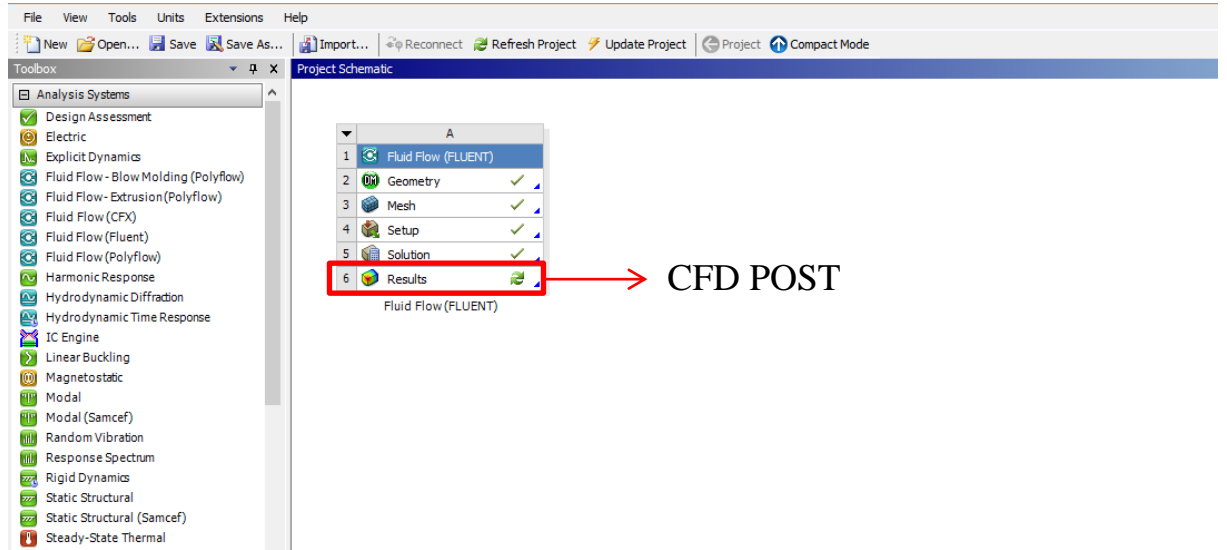 File View Tools Units Extensions Help
New Open... Save Save As... Import... Reconnect Refresh Project Update Project Project Compact Mode
Toolbox
Project Schematic
Analysis Systems
Design Assessment
Electric
Explicit Dynamics
Fluid Flow - Blow Molding (Polyflow)
Fluid Flow - Extrusion (Polyflow)
Fluid Flow (CFX)
Fluid Flow (Fluent)
Fluid Flow (Polyflow)
Harmonic Response
Hydrodynamic Diffraction
Hydrodynamic Time Response
IC Engine
Linear Buckling
Magnetostatic
Modal
Modal (Samcef)
Random Vibration
Response Spectrum
Rigid Dynamics
Static Structural
Static Structural (Samcef)
Steady-State Thermal
A
1 Fluid Flow (FLUENT)
2 DM Geometry
3 Mesh
4 Setup
5 Solution
6 Results
Fluid Flow (FLUENT)
CFD POST